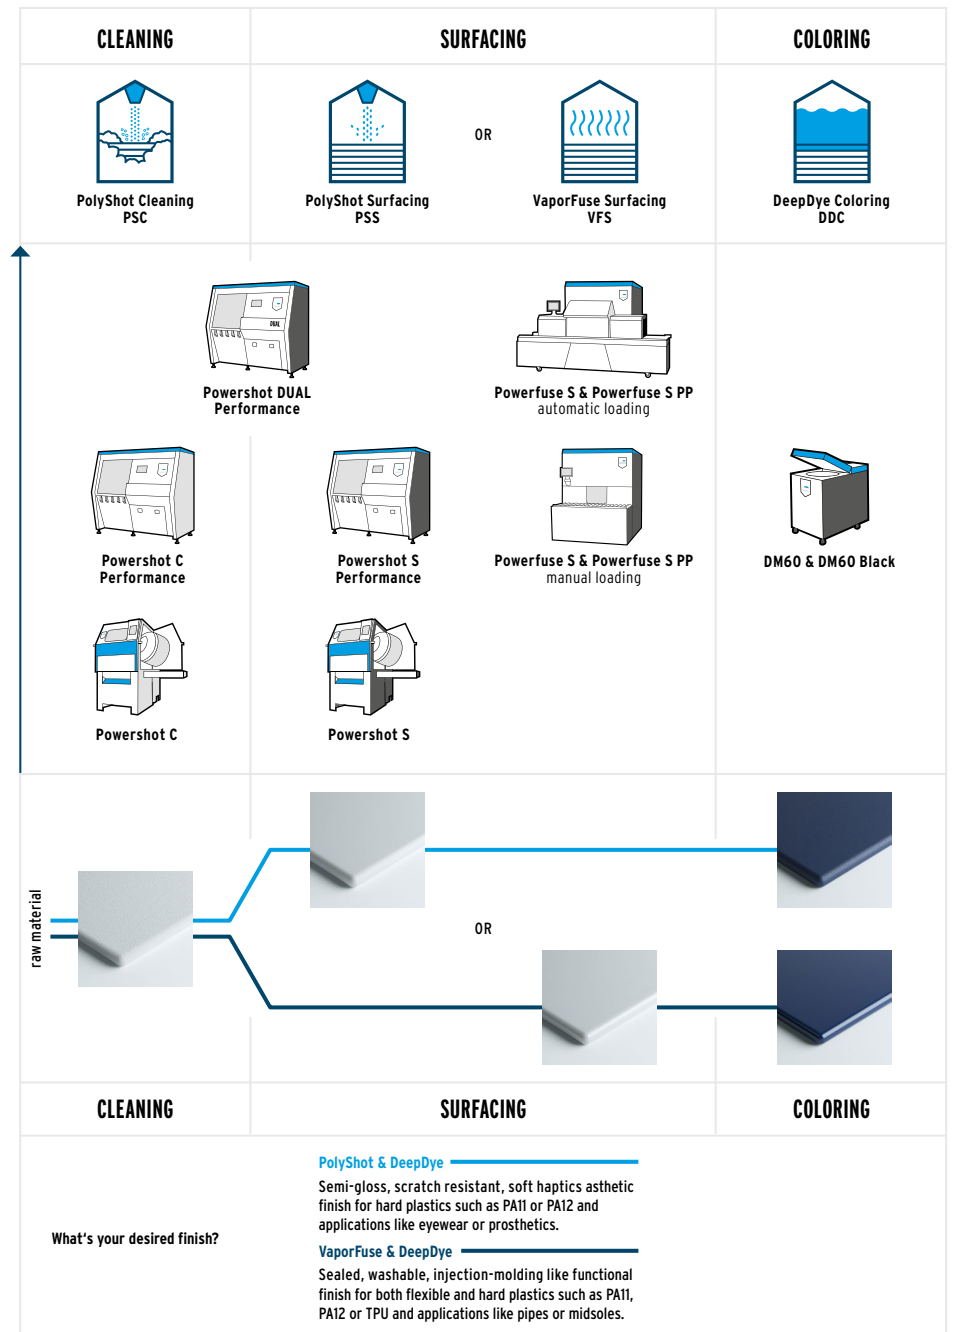 CLEANING
SURFACING
COLORING
OR
PolyShot Cleaning
PSC
PolyShot Surfacing
PSS
VaporFuse Surfacing
VFS
DeepDye Coloring
DDC
DUAL
Powershot DUAL
Performance
Powerfuse S & Powerfuse S PP
automatic loading
Powershot C
Performance
Powershot S
Performance
Powerfuse S & Powerfuse S PP
manual loading
DM60 & DM60 Black
Powershot C
Powershot S
raw material
OR
CLEANING
SURFACING
COLORING
What's your desired finish?
PolyShot & DeepDye
Semi-gloss, scratch resistant, soft haptics asthetic
finish for hard plastics such as PA11 or PA12 and
applications like eyewear or prosthetics.
VaporFuse & DeepDye
Sealed, washable, injection-molding like functional
finish for both flexible and hard plastics such as PA11,
PA12 or TPU and applications like pipes or midsoles.